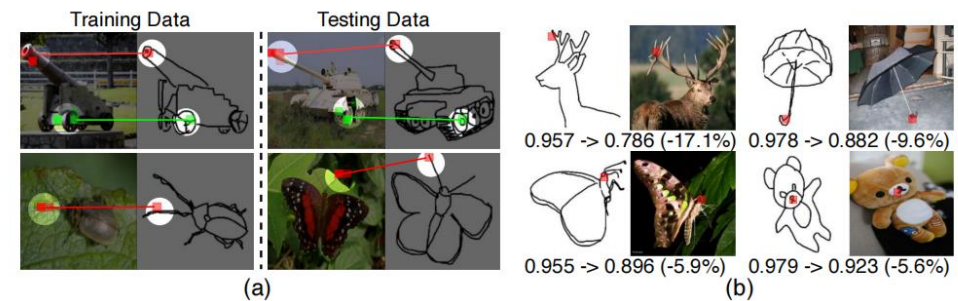 Training Data Testing Data
0.957 -> 0.786 (-17.1%) 0.978 -> 0.882 (-9.6%)
0.955 -> 0.896 (-5.9%) 0.979 -> 0.923 (-5.6%)
(a) (b)